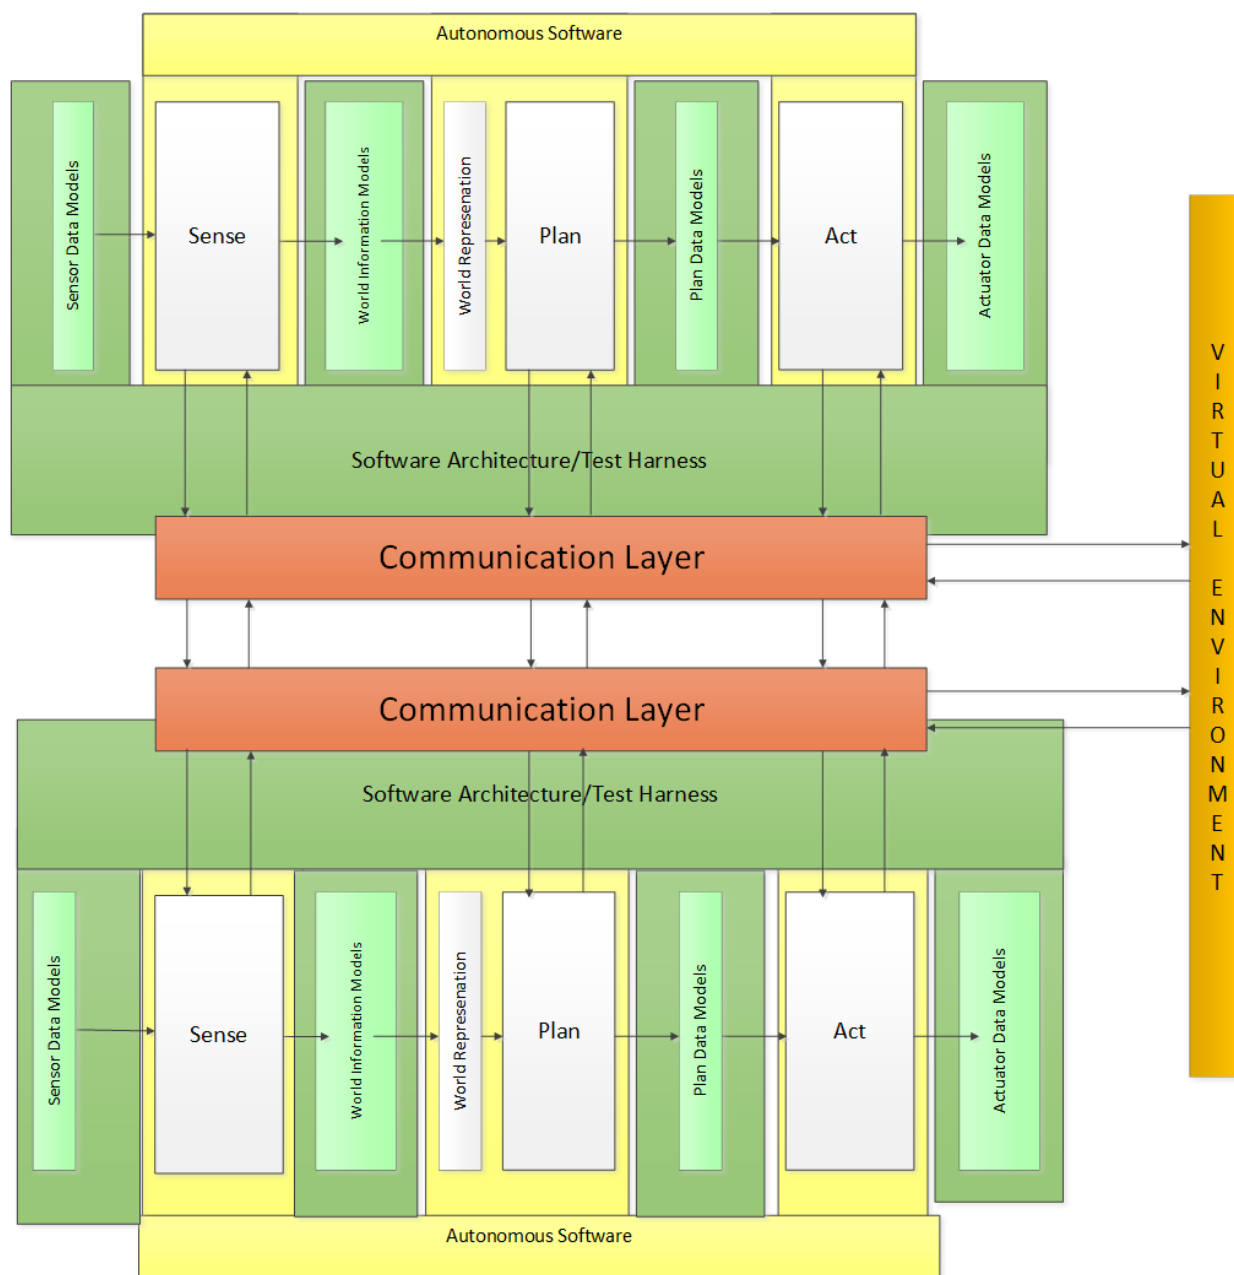 Autonomous Software
Sensor Data Models
Sense
World Information Models
World Represenation
Plan
Plan Data Models
Act
Actuator Data Models
Software Architecture/Test Harness
Communication Layer
VIRTUAL ENVIRONMENT
Communication Layer
Software Architecture/Test Harness
Sensor Data Models
Sense
World Information Models
World Represenation
Plan
Plan Data Models
Act
Actuator Data Models
Autonomous Software